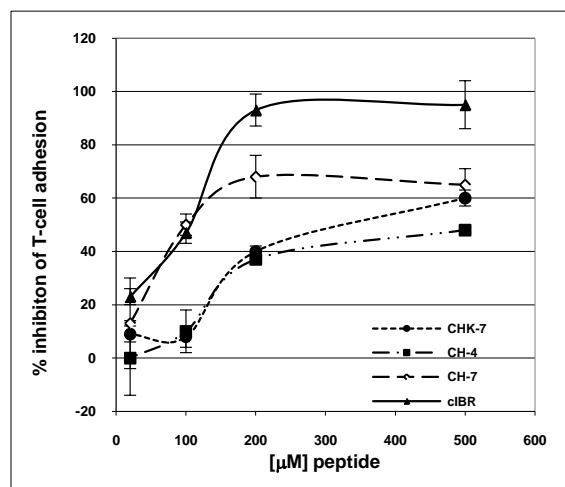 % inhibiton of T-cell adhesion
120
100
80
60
40
20
0
-20
CHK-7
CH-4
CH-7
cIBR
0 100 200 300 400 500 600
[μM] peptide